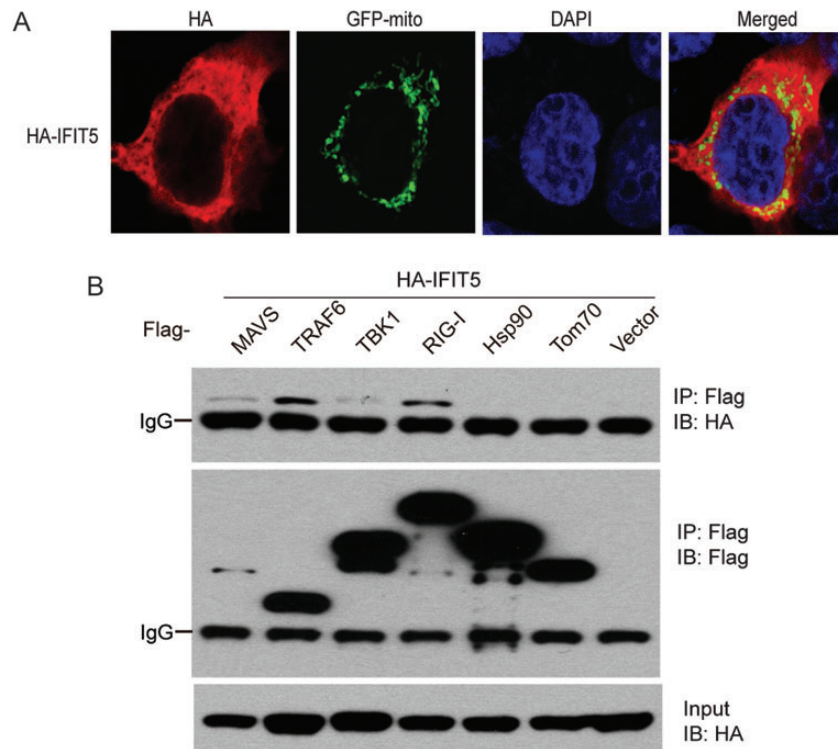 A
HA GFP-mito DAPI Merged
HA-IFIT5
B
HA-IFIT5
Flag- MAVS TRAF6 TBK1 RIG-I Hsp90 Tom70 Vector
IgG
IP: Flag
IB: HA
IgG
IP: Flag
IB: Flag
Input
IB: HA